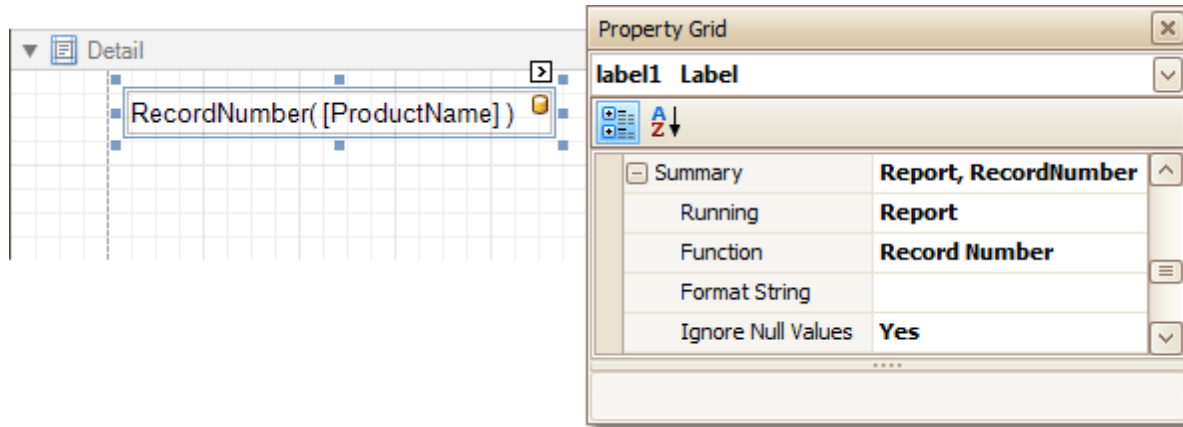 Detail
RecordNumber( [ProductName] )
Property Grid
label1 Label
Summary Report, RecordNumber
Running Report
Function Record Number
Format String
Ignore Null Values Yes